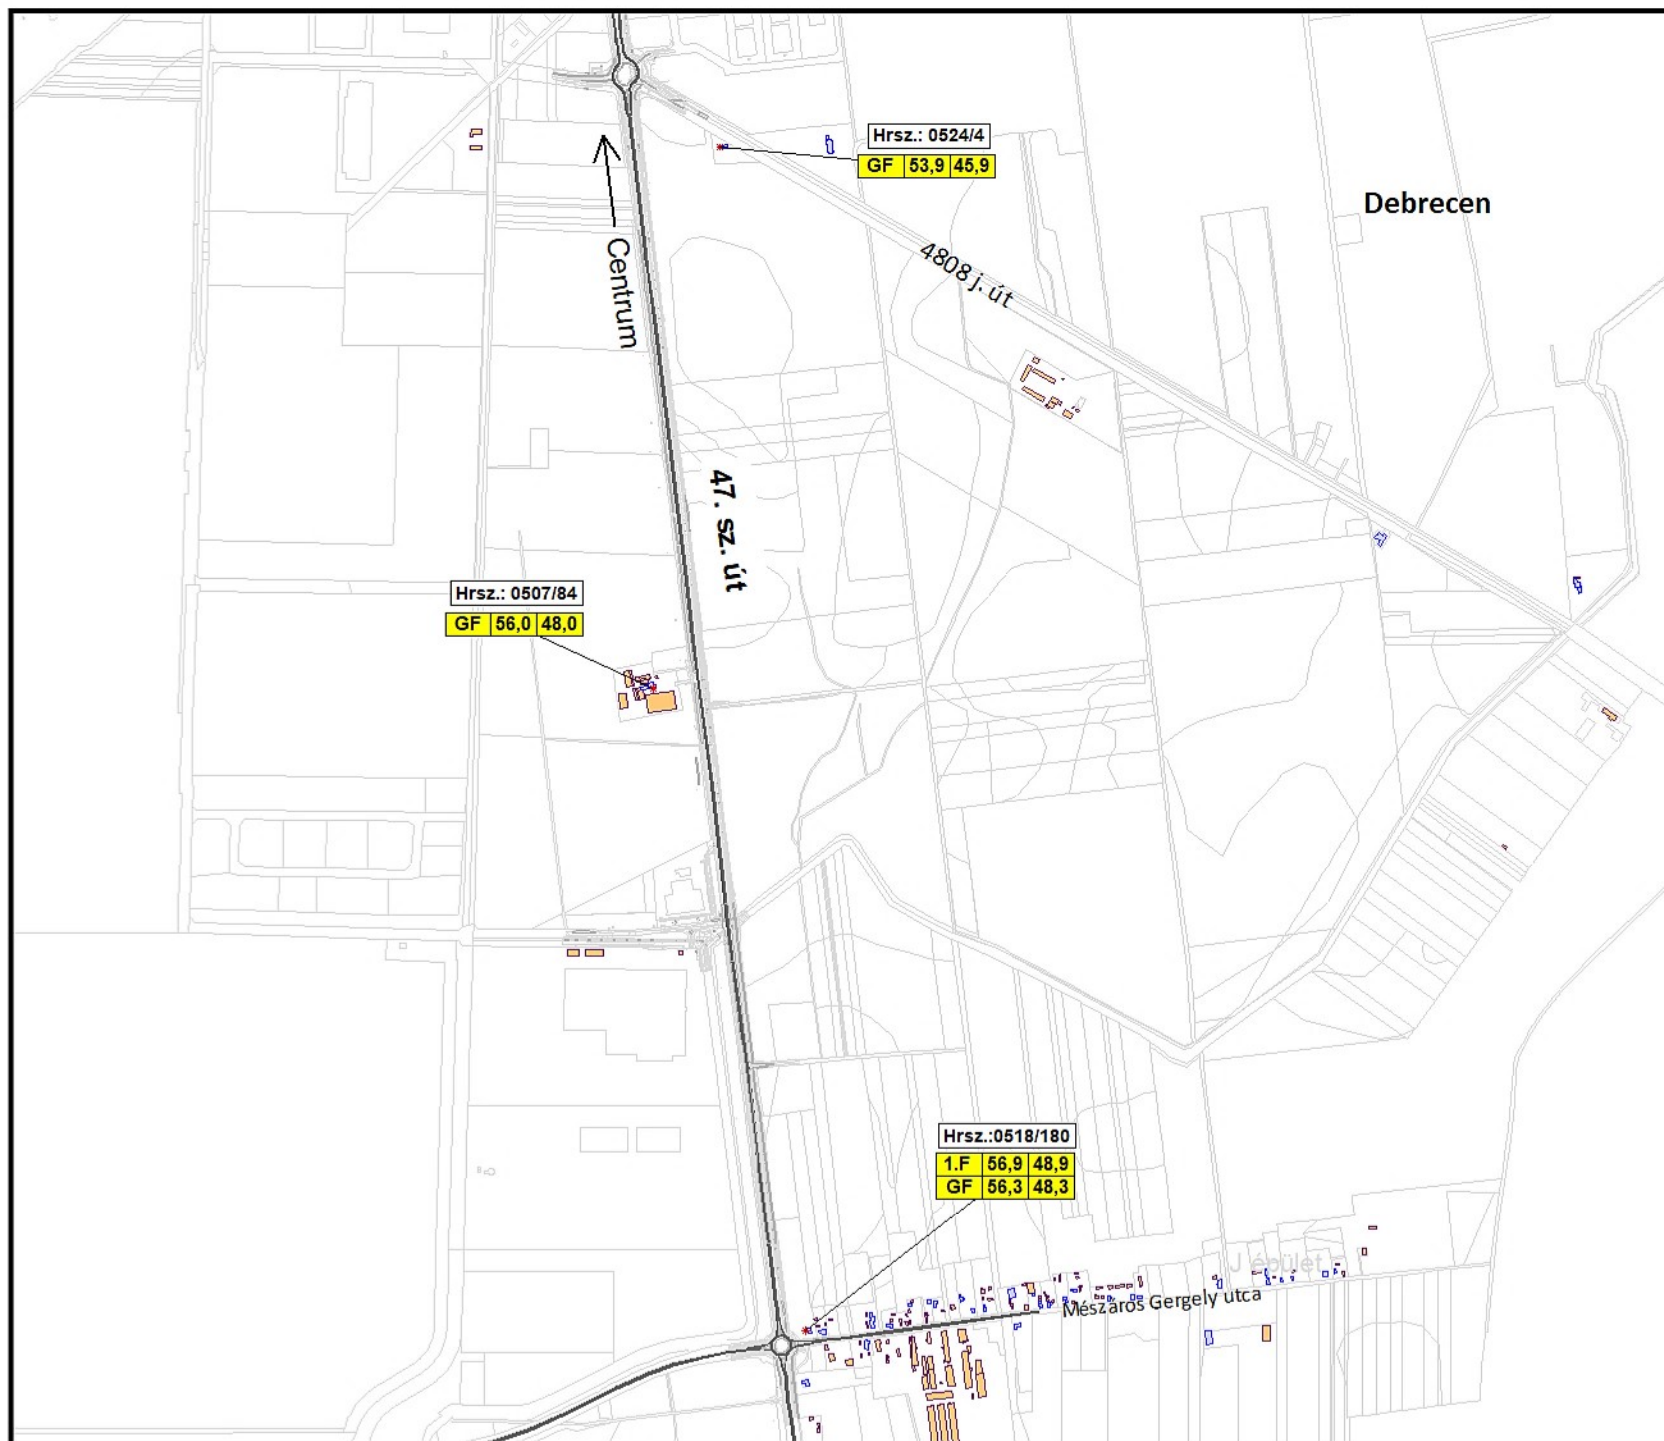 Hrsz.: 0524/4
GF 53,9 45,9
Debrecen
4808 j. út
Centrum
47. sz. út
Hrsz.: 0507/84
GF 56,0 48,0
Hrsz.:0518/180
1.F 56,9 48,9
GF 56,3 48,3
J épület
Mészáros Gergely utca